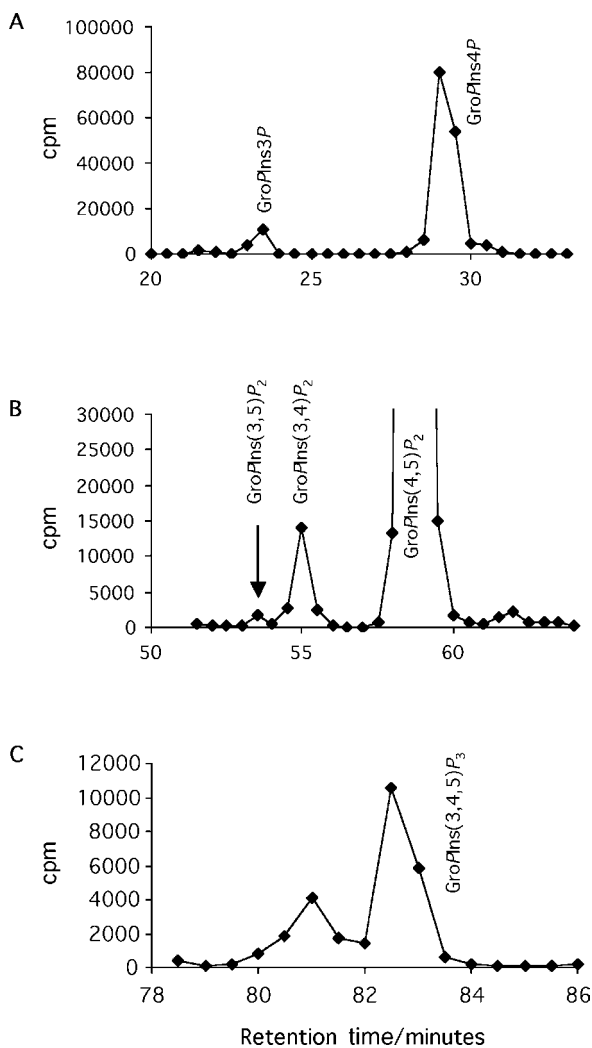 A
100000
80000
60000
40000
20000
0
cpm
GroPIns3P
GroPIns4P
20
25
30
B
30000
25000
20000
15000
10000
5000
0
cpm
GroPIns(3,5)P2
GroPIns(3,4)P2
GroPIns(4,5)P2
50
55
60
C
12000
10000
8000
6000
4000
2000
0
cpm
GroPIns(3,4,5)P3
78
80
82
84
86
Retention time/minutes